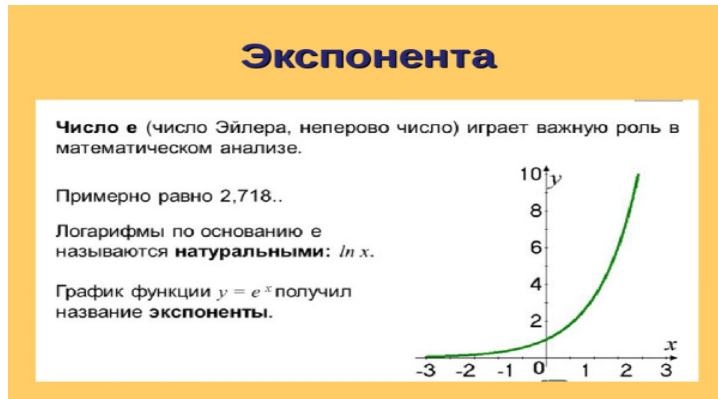 Экспонента
Число е (число Эйлера, неперово число) играет важную роль в
математическом анализе.
Примерно равно 2,718..
Логарифмы по основанию е
называются натуральными: ln x.
График функции y = e ˣ получил
название экспоненты.
10 y
8
6
4
2
x
-3 -2 -1 0 1 2 3